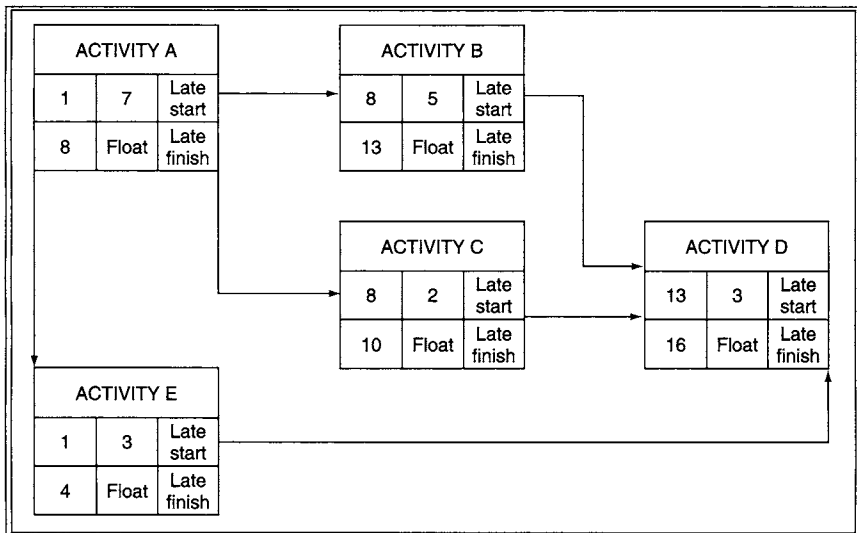 ACTIVITY A
1
7
Late
start
8
Float
Late
finish
ACTIVITY B
8
5
Late
start
13
Float
Late
finish
ACTIVITY C
8
2
Late
start
10
Float
Late
finish
ACTIVITY D
13
3
Late
start
16
Float
Late
finish
ACTIVITY E
1
3
Late
start
4
Float
Late
finish